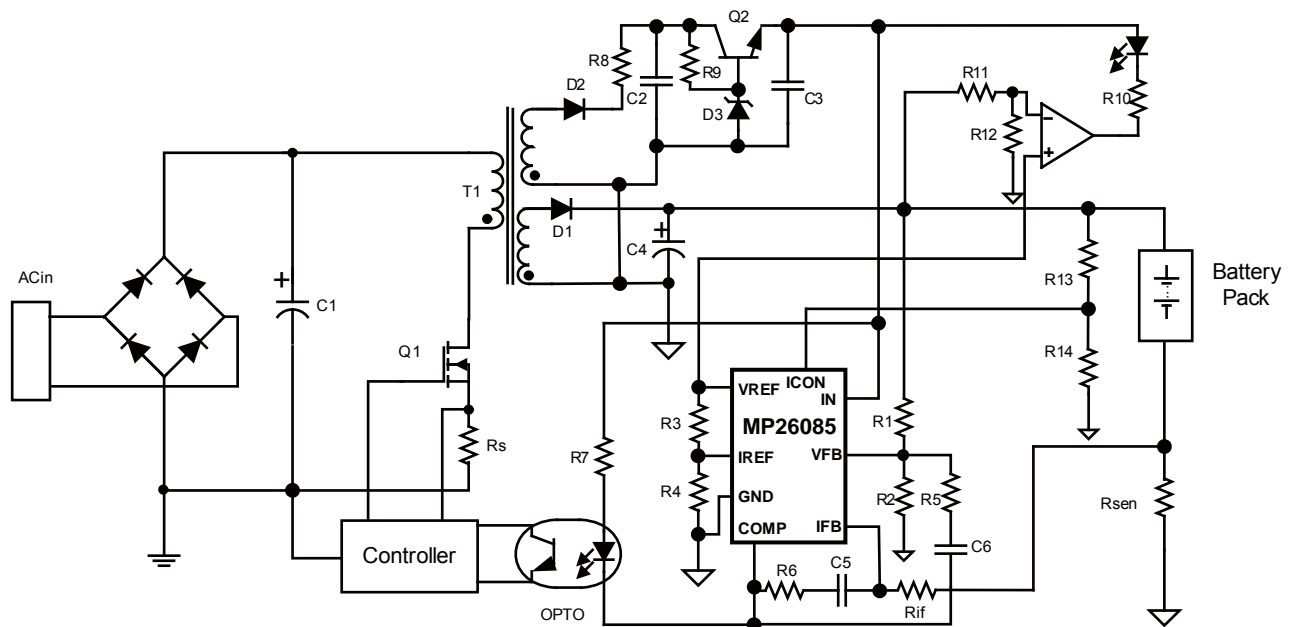 Q2
R8
R9
D2
C2
D3
C3
R11
R10
R12
T1
D1
C4
ACin
C1
Q1
Rs
R13
Battery
Pack
R14
VREF
ICON
IN
R1
R3
MP26085
R7
IREF
VFB
R4
GND
R2
R5
Rsen
COMP
IFB
Controller
C6
R6
C5
Rif
OPTO